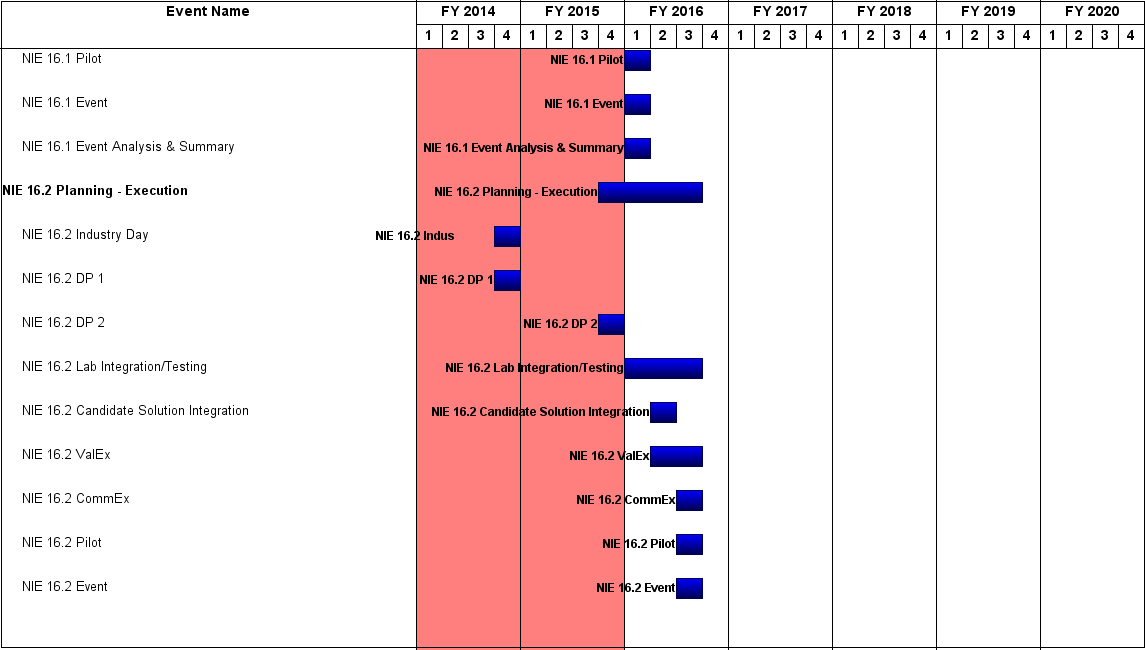 Event Name FY 2014 FY 2015 FY 2016 FY 2017 FY 2018 FY 2019 FY 2020
1 2 3 4 1 2 3 4 1 2 3 4 1 2 3 4 1 2 3 4 1 2 3 4 1 2 3 4
NIE 16.1 Pilot NIE 16.1 Pilot
NIE 16.1 Event NIE 16.1 Event
NIE 16.1 Event Analysis & Summary NIE 16.1 Event Analysis & Summary
NIE 16.2 Planning - Execution NIE 16.2 Planning - Execution
NIE 16.2 Industry Day NIE 16.2 Indus
NIE 16.2 DP 1 NIE 16.2 DP 1
NIE 16.2 DP 2 NIE 16.2 DP 2
NIE 16.2 Lab Integration/Testing NIE 16.2 Lab Integration/Testing
NIE 16.2 Candidate Solution Integration NIE 16.2 Candidate Solution Integration
NIE 16.2 ValEx NIE 16.2 ValEx
NIE 16.2 CommEx NIE 16.2 CommEx
NIE 16.2 Pilot NIE 16.2 Pilot
NIE 16.2 Event NIE 16.2 Event